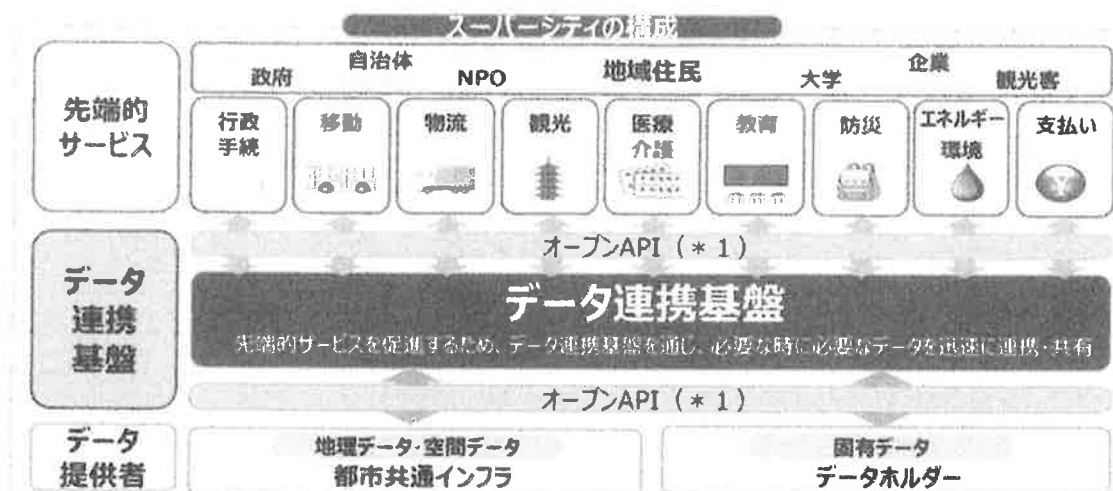 スーパーシティの構成
先端的
サービス
政府 自治体 NPO 地域住民 大学 企業 観光客
行政
手続
移動
物流
観光
医療
介護
教育
防災
エネルギー
環境
支払い
オープンAPI(*1)
データ
連携
基盤
データ連携基盤
先端的サービスを促進するため、データ連携基盤を通じ、必要な時に必要なデータを迅速に連携・共有
オープンAPI(*1)
データ
提供者
地理データ・空間データ
都市共通インフラ
固有データ
データホルダー